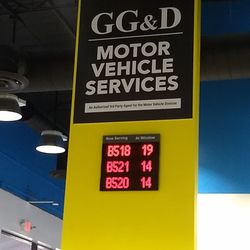 GG&D
MOTOR
VEHICLE
SERVICES
An Authorized 3rd Party Agent for the Motor Vehicle Division
Now Serving At Window
B518 19
B521 14
B520 14